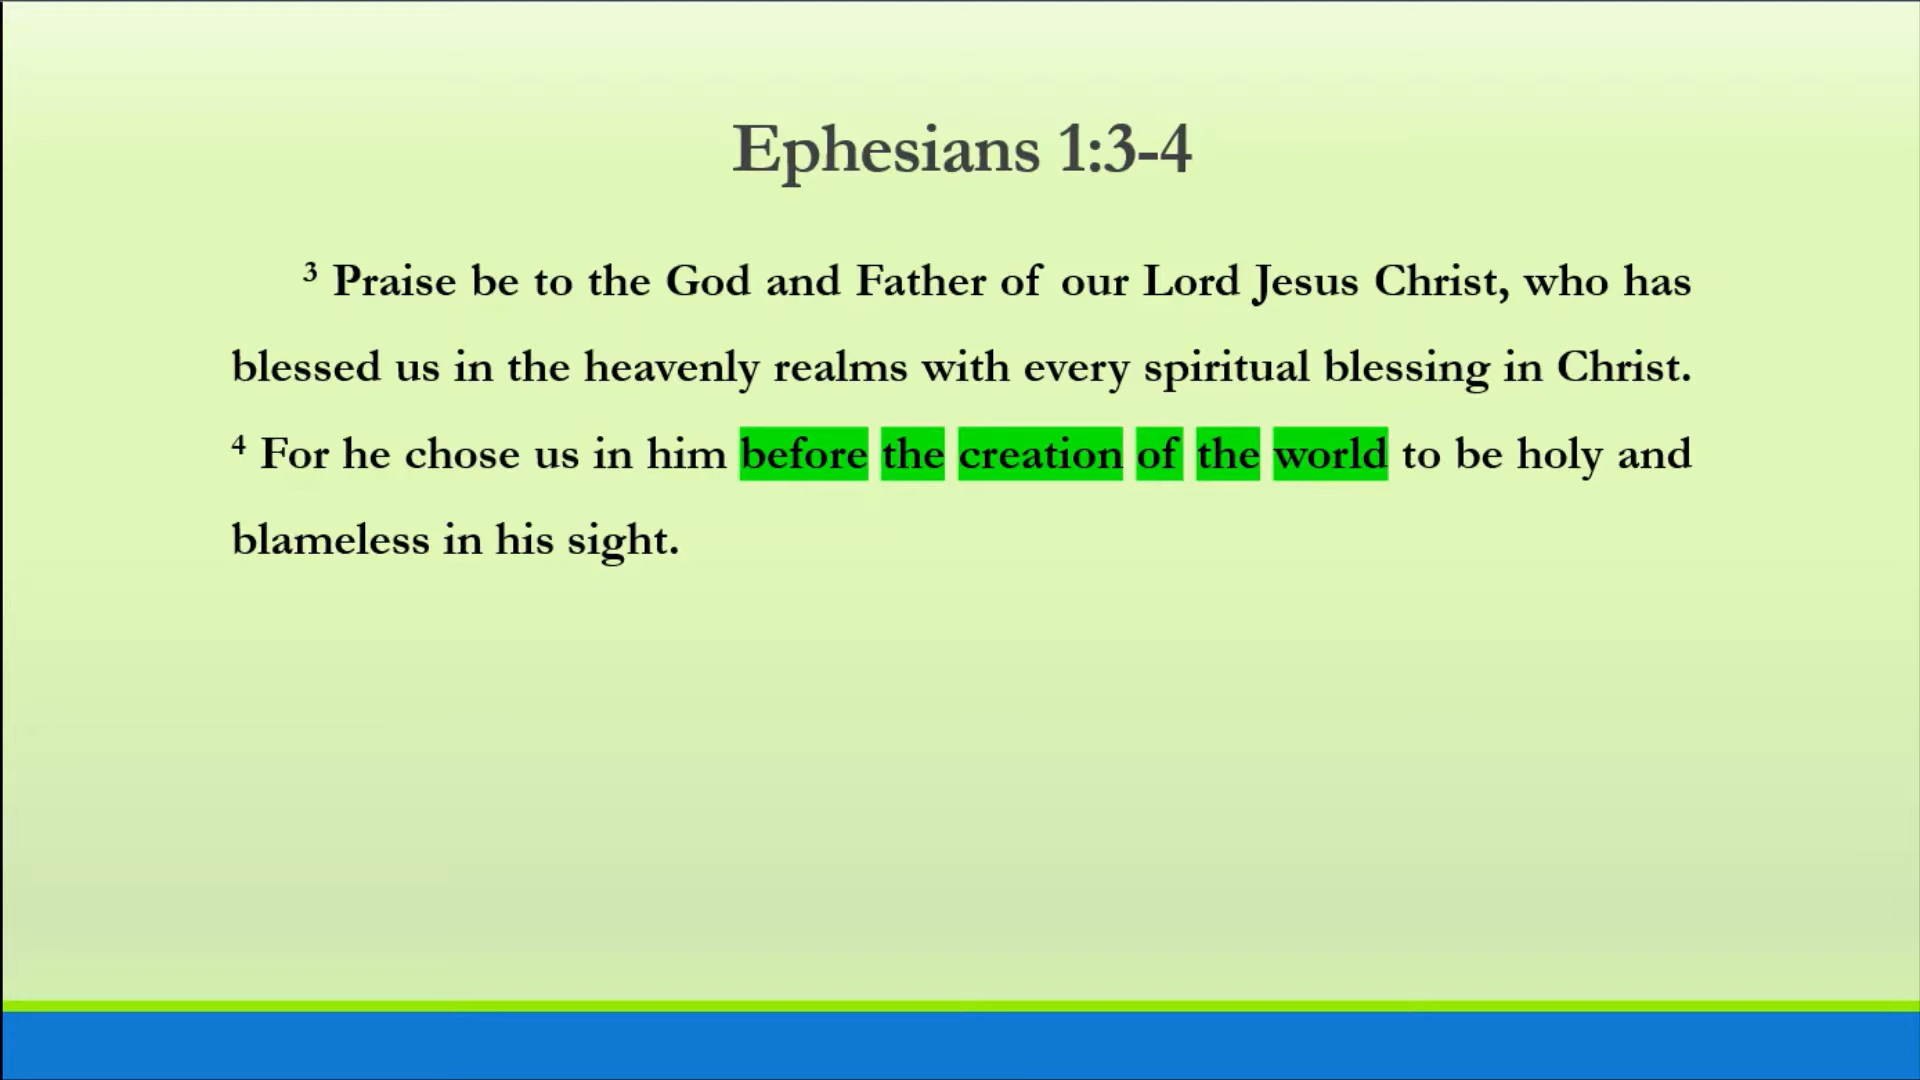 Ephesians 1:3-4
³ Praise be to the God and Father of our Lord Jesus Christ, who has
blessed us in the heavenly realms with every spiritual blessing in Christ.
⁴ For he chose us in him before the creation of the world to be holy and
blameless in his sight.